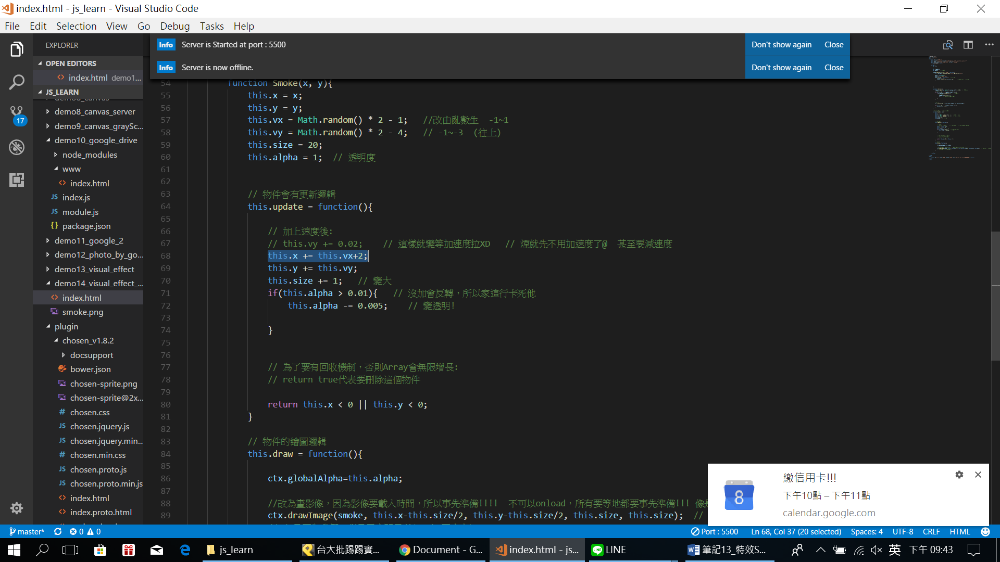 index.html - js_learn - Visual Studio Code
File Edit Selection View Go Debug Tasks Help
EXPLORER
OPEN EDITORS
index.html demo1...
JS_LEARN
demo8_canvas
demo8_canvas_server
demo9_canvas_graySc...
demo10_google_drive
node_modules
www
index.html
index.js
module.js
package.json
demo11_google_2
demo12_photo_by_go...
demo13_visual_effect
demo14_visual_effect_...
index.html
smoke.png
plugin
chosen_v1.8.2
docsupport
bower.json
chosen-sprite.png
chosen-sprite@2x...
chosen.css
chosen.jquery.js
chosen.jquery.min...
chosen.min.css
chosen.proto.js
chosen.proto.min.js
index.html
index.proto.html
17
Info Server is Started at port : 5500 Don't show again Close
Info Server is now offline. Don't show again Close
54 function Smoke(x, y){
55 this.x = x;
56 this.y = y;
57 this.vx = Math.random() * 2 - 1; //改由亂數生 -1~1
58 this.vy = Math.random() * 2 - 4; // -1~-3 (往上)
59 this.size = 20;
60 this.alpha = 1; // 透明度
61
62
63 // 物件會有更新邏輯
64 this.update = function(){
65
66 // 加上速度後:
67 // this.vy += 0.02; // 這樣就變等加速度拉XD // 煙就先不用加速度了@ 甚至要減速度
68 this.x += this.vx+2;
69 this.y += this.vy;
70 this.size += 1; // 變大
71 if(this.alpha > 0.01){ // 沒加會反轉，所以家這行卡死他
72 this.alpha -= 0.005; // 變透明!
73
74 }
75
76
77 // 為了要有回收機制，否則Array會無限增長:
78 // return true代表要刪除這個物件
79
80 return this.x < 0 || this.y < 0;
81 }
82
83 // 物件的繪圖邏輯
84 this.draw = function(){
85
86 ctx.globalAlpha=this.alpha;
87
88 //改為畫影像，因為影像要載入時間，所以事先準備!!!! 不可以onload，所有要等地都要事先準備!!! 像是
89 ctx.drawImage(smoke, this.x-this.size/2, this.y-this.size/2, this.size, this.size); //
8
繳信用卡!!!
下午10點 – 下午11點
calendar.google.com
master* 0 0 Port : 5500 Ln 68, Col 37 (20 selected) Spaces: 4 UTF-8 CRLF HTML
js_learn 台大批踢踢實... Document - G... index.html - js... LINE 筆記13_特效S... 英 下午 09:43